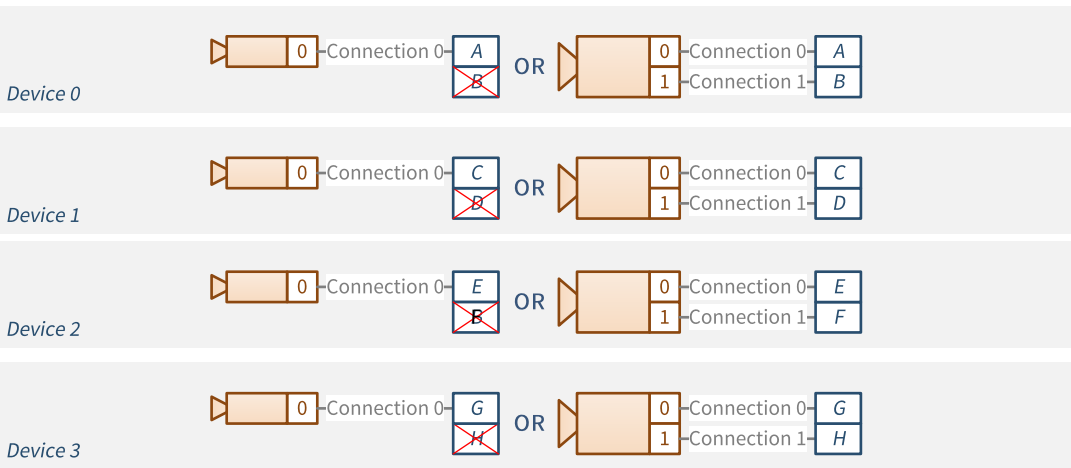 0 Connection 0 A OR 0 Connection 0 A
B 1 Connection 1 B
Device 0
0 Connection 0 C OR 0 Connection 0 C
D 1 Connection 1 D
Device 1
0 Connection 0 E OR 0 Connection 0 E
B 1 Connection 1 F
Device 2
0 Connection 0 G OR 0 Connection 0 G
H 1 Connection 1 H
Device 3